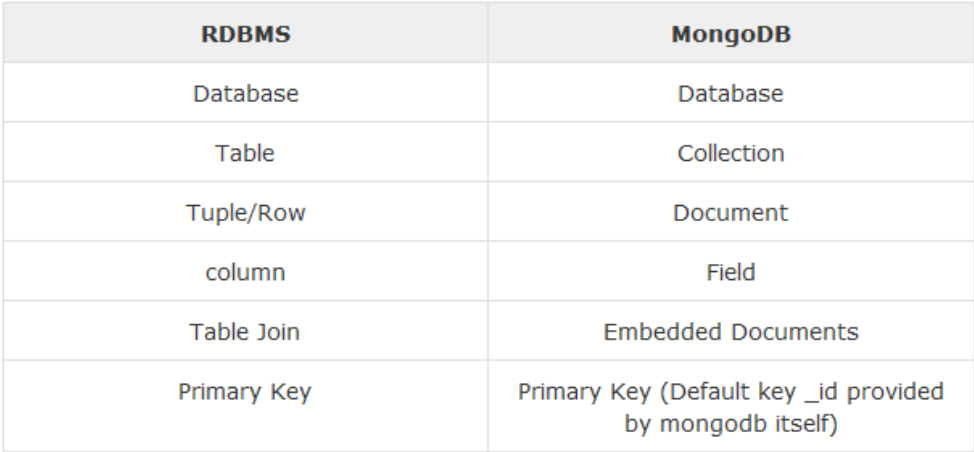 RDBMS MongoDB
Database Database
Table Collection
Tuple/Row Document
column Field
Table Join Embedded Documents
Primary Key Primary Key (Default key _id provided
by mongodb itself)